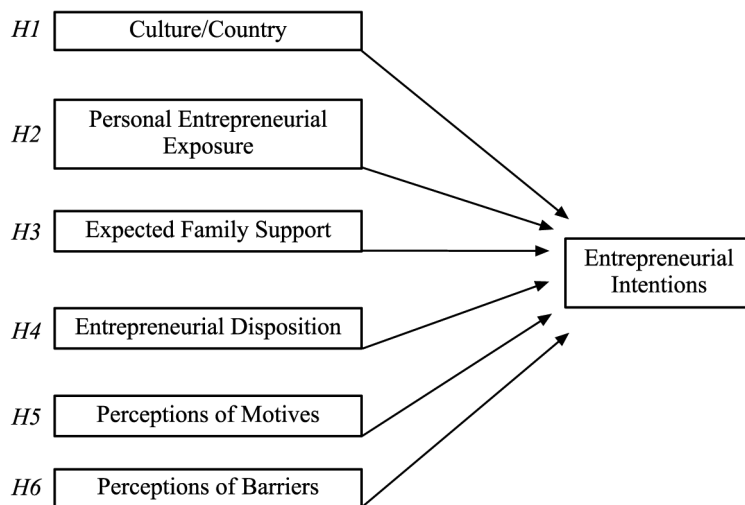 H1 Culture/Country
H2 Personal Entrepreneurial
Exposure
H3 Expected Family Support
Entrepreneurial
Intentions
H4 Entrepreneurial Disposition
H5 Perceptions of Motives
H6 Perceptions of Barriers